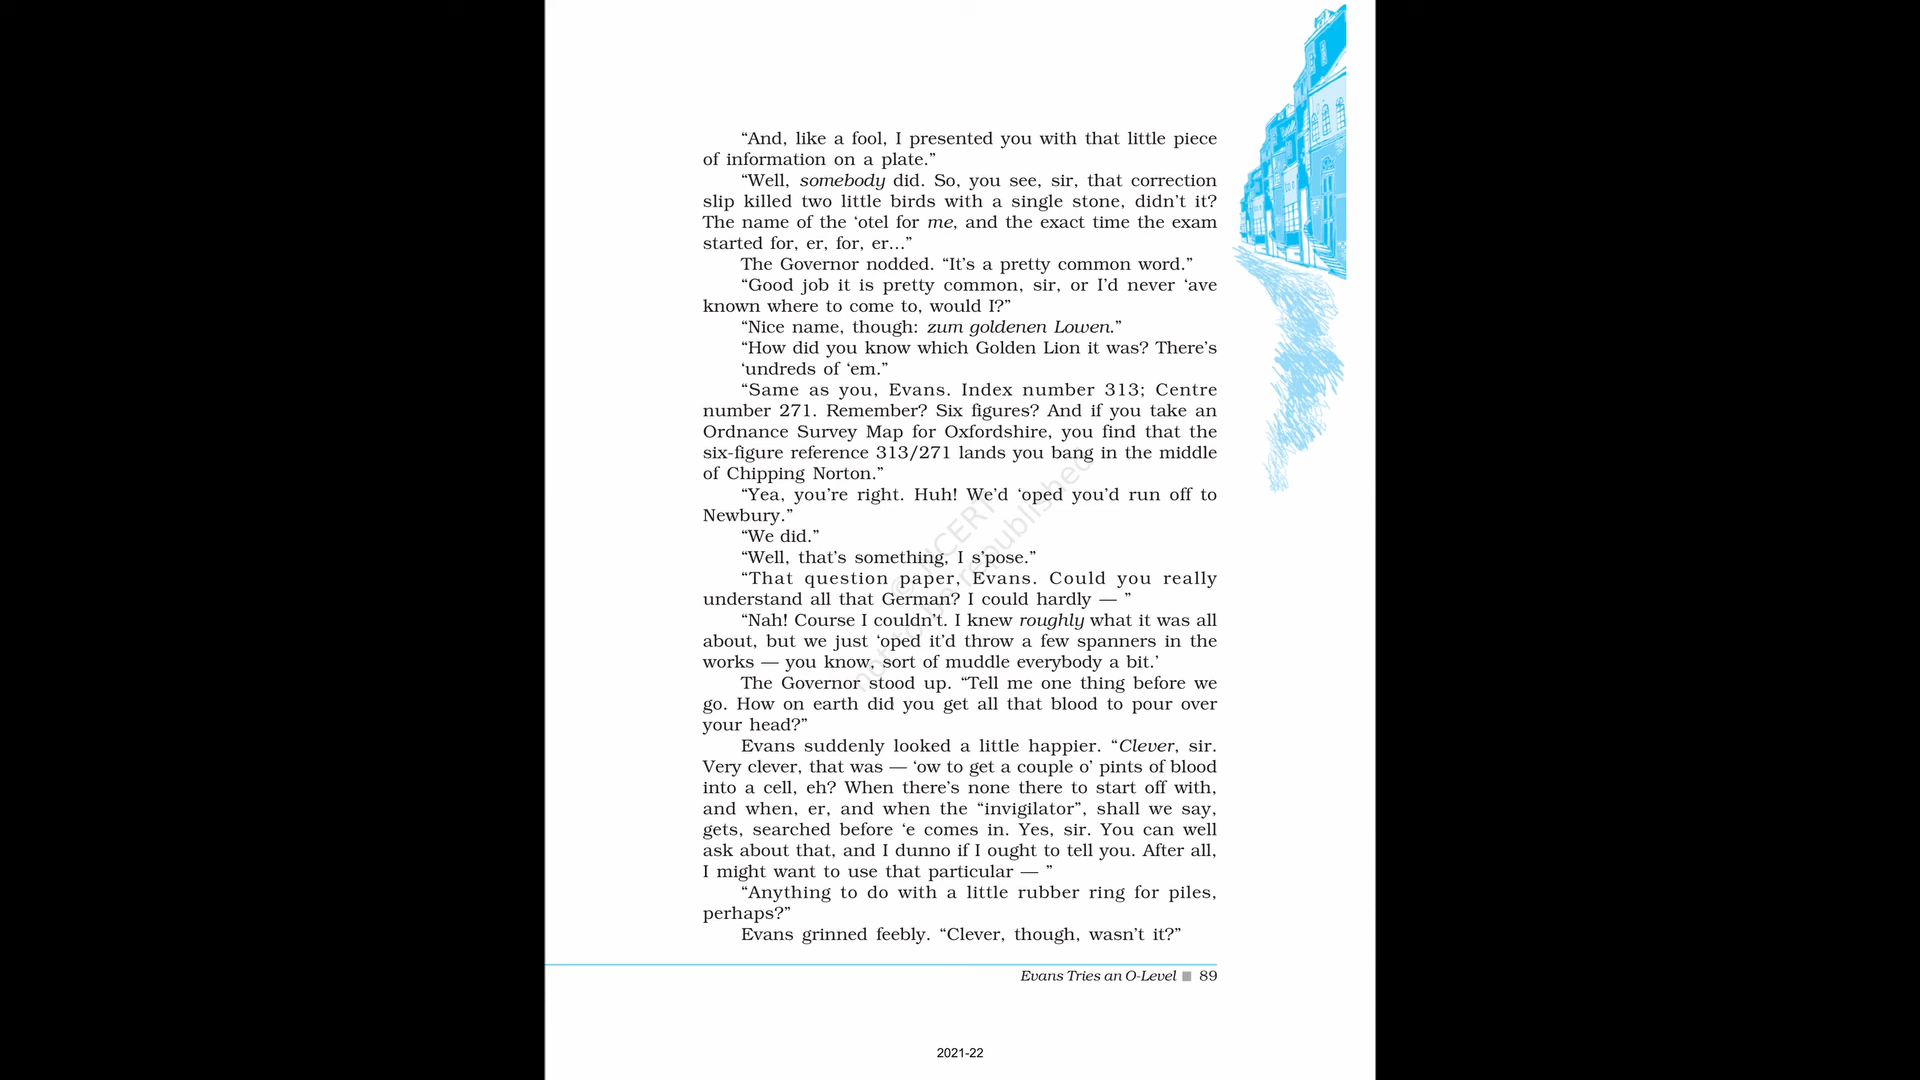 “And, like a fool, I presented you with that little piece
of information on a plate.”
“Well, somebody did. So, you see, sir, that correction
slip killed two little birds with a single stone, didn’t it?
The name of the ‘otel for me, and the exact time the exam
started for, er, for, er...”
The Governor nodded. “It’s a pretty common word.”
“Good job it is pretty common, sir, or I’d never ‘ave
known where to come to, would I?”
“Nice name, though: zum goldenen Lowen.”
“How did you know which Golden Lion it was? There’s
‘undreds of ‘em.”
“Same as you, Evans. Index number 313; Centre
number 271. Remember? Six figures? And if you take an
Ordnance Survey Map for Oxfordshire, you find that the
six-figure reference 313/271 lands you bang in the middle
of Chipping Norton.”
“Yea, you’re right. Huh! We’d ‘oped you’d run off to
Newbury.”
“We did.”
“Well, that’s something, I s’pose.”
“That question paper, Evans. Could you really
understand all that German? I could hardly — ”
“Nah! Course I couldn’t. I knew roughly what it was all
about, but we just ‘oped it’d throw a few spanners in the
works — you know, sort of muddle everybody a bit.’
The Governor stood up. “Tell me one thing before we
go. How on earth did you get all that blood to pour over
your head?”
Evans suddenly looked a little happier. “Clever, sir.
Very clever, that was — ‘ow to get a couple o’ pints of blood
into a cell, eh? When there’s none there to start off with,
and when, er, and when the “invigilator”, shall we say,
gets, searched before ‘e comes in. Yes, sir. You can well
ask about that, and I dunno if I ought to tell you. After all,
I might want to use that particular — ”
“Anything to do with a little rubber ring for piles,
perhaps?”
Evans grinned feebly. “Clever, though, wasn’t it?”
Evans Tries an O-Level ■ 89
2021-22
© NCERT
not to be republished